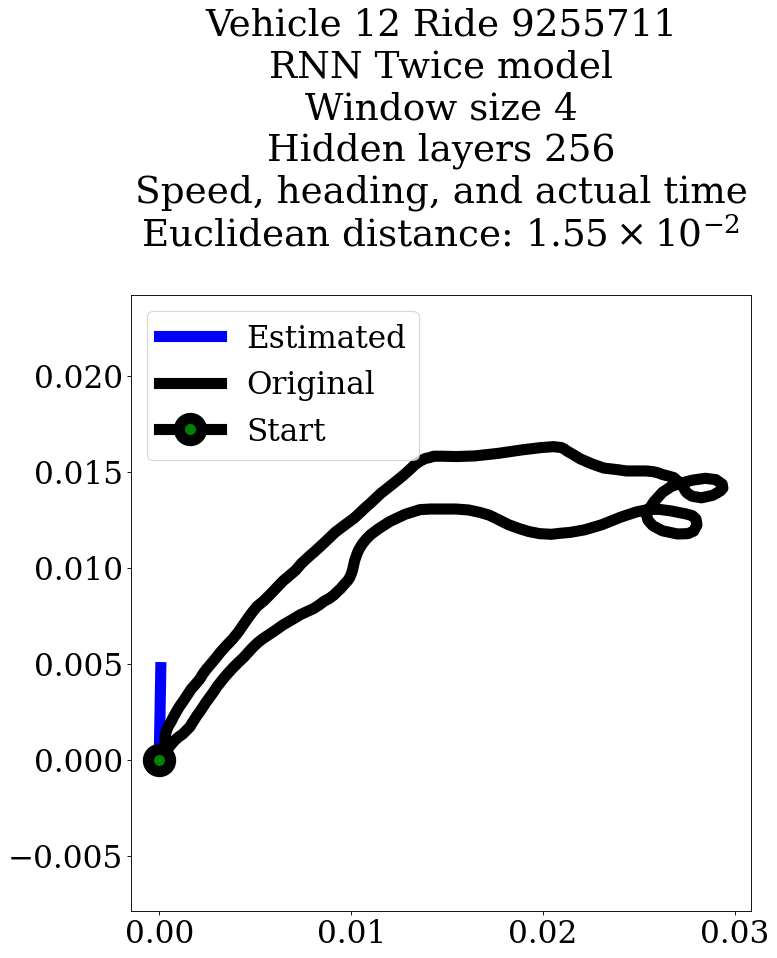 Vehicle 12 Ride 9255711
RNN Twice model
Window size 4
Hidden layers 256
Speed, heading, and actual time
Euclidean distance: 1.55 × 10⁻²
Estimated
Original
Start
0.020
0.015
0.010
0.005
0.000
−0.005
0.00 0.01 0.02 0.03